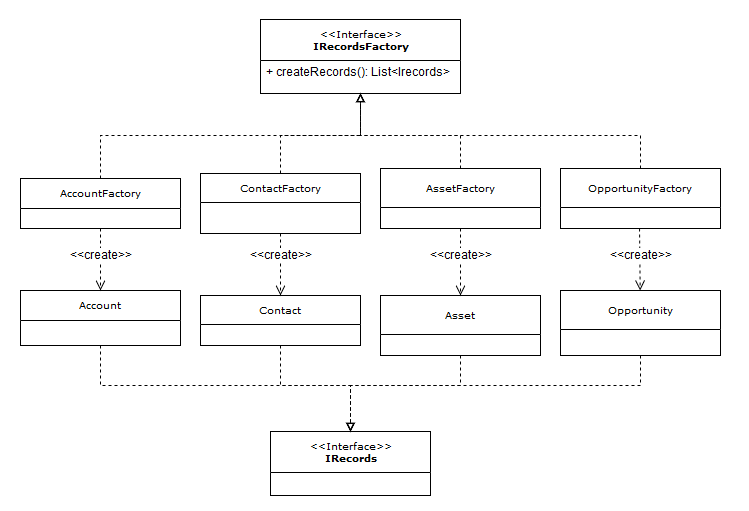 <<Interface>>
IRecordsFactory
+ createRecords(): List<Irecords>
AccountFactory
ContactFactory
AssetFactory
OpportunityFactory
<<create>>
<<create>>
<<create>>
<<create>>
Account
Contact
Asset
Opportunity
<<Interface>>
IRecords